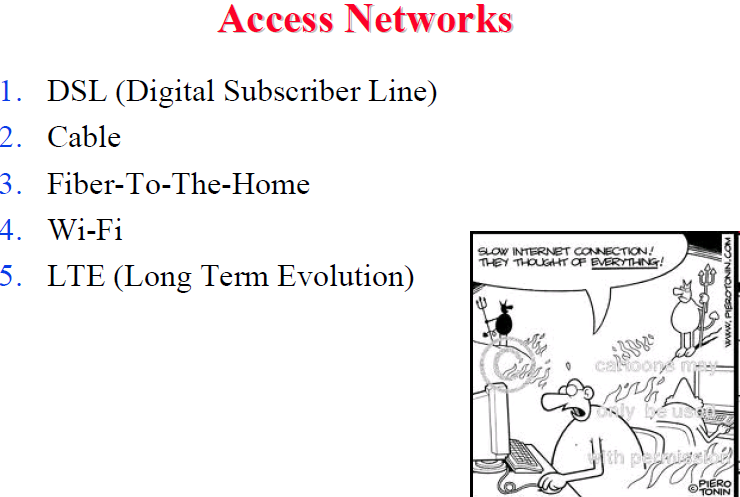 Access Networks
1. DSL (Digital Subscriber Line)
2. Cable
3. Fiber-To-The-Home
4. Wi-Fi
5. LTE (Long Term Evolution)
SLOW INTERNET CONNECTION!
THEY THOUGHT OF EVERYTHING!
WWW.PIEROTONIN.COM
©
cartoons may
only be used
with permission
© PIERO
TONIN